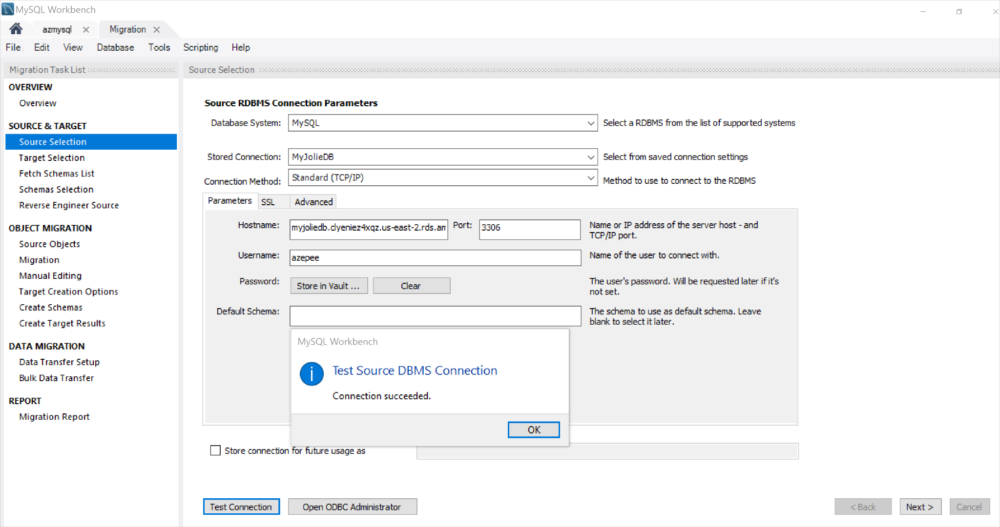 MySQL Workbench
azmysql
Migration
File Edit View Database Tools Scripting Help
Migration Task List
OVERVIEW
Overview
SOURCE & TARGET
Source Selection
Target Selection
Fetch Schemas List
Schemas Selection
Reverse Engineer Source
OBJECT MIGRATION
Source Objects
Migration
Manual Editing
Target Creation Options
Create Schemas
Create Target Results
DATA MIGRATION
Data Transfer Setup
Bulk Data Transfer
REPORT
Migration Report
Source Selection
Source RDBMS Connection Parameters
Database System: MySQL Select a RDBMS from the list of supported systems
Stored Connection: MyJolieDB Select from saved connection settings
Connection Method: Standard (TCP/IP) Method to use to connect to the RDBMS
Parameters SSL Advanced
Hostname: myjoliedb.clyeniez4xqz.us-east-2.rds.am Port: 3306 Name or IP address of the server host - and
TCP/IP port.
Username: azepee Name of the user to connect with.
Password: Store in Vault ... Clear The user's password. Will be requested later if it's
not set.
Default Schema: The schema to use as default schema. Leave
blank to select it later.
MySQL Workbench
Test Source DBMS Connection
Connection succeeded.
OK
Store connection for future usage as
Test Connection Open ODBC Administrator < Back Next > Cancel